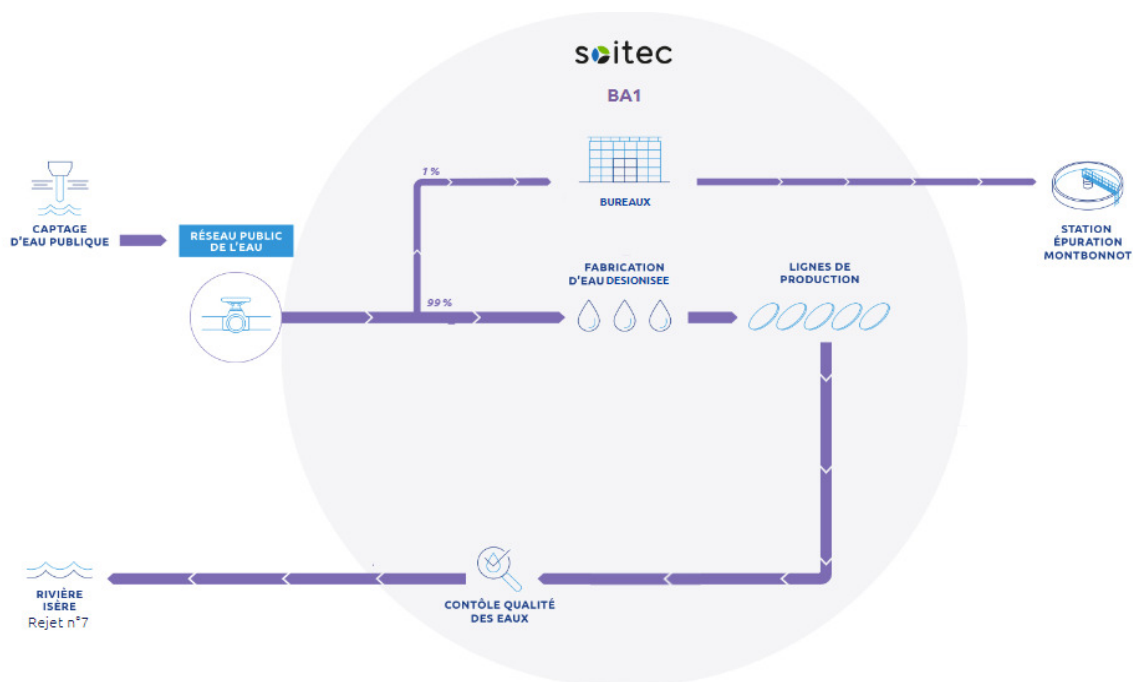 soitec
BA1
1 %
BUREAUX
CAPTAGE
D'EAU PUBLIQUE
RÉSEAU PUBLIC
DE L'EAU
STATION
ÉPURATION
MONTBONNOT
99 %
FABRICATION
D'EAU DESIONISEE
LIGNES DE
PRODUCTION
RIVIÈRE
ISÈRE
Rejet n°7
CONTÔLE QUALITÉ
DES EAUX